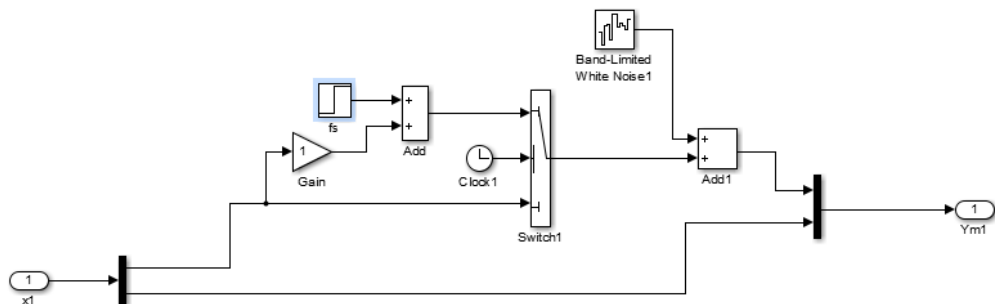 Band-Limited
White Noise1
fs
+
+
Add
1
Gain
Clock1
Switch1
+
+
Add1
1
Ym1
1
x1